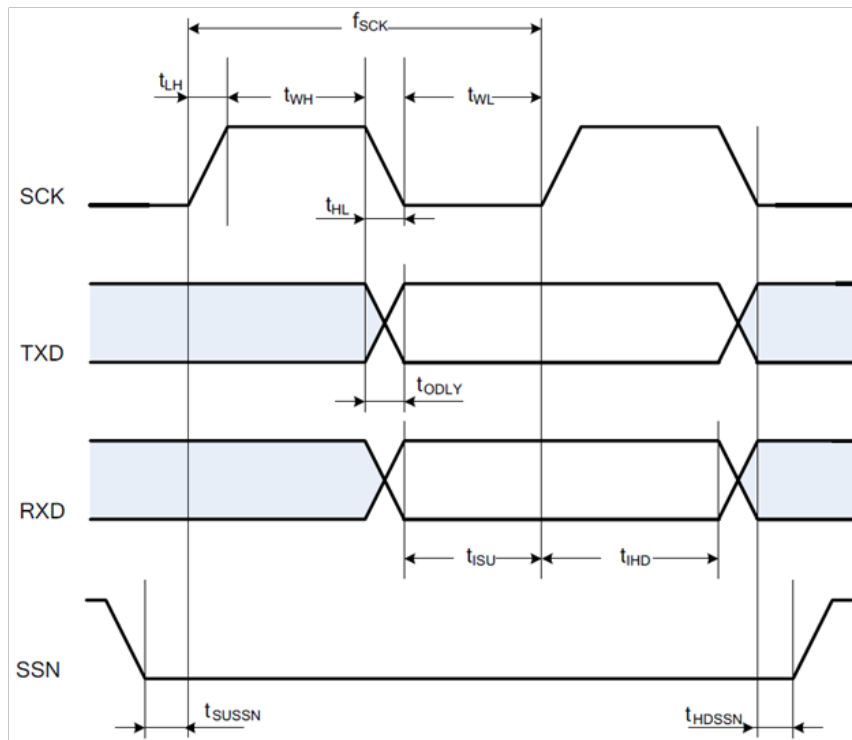 fSCK
tLH
tWH
tWL
SCK
tHL
TXD
tODLY
RXD
tISU
tIHD
SSN
tSUSSN
tHDSSN